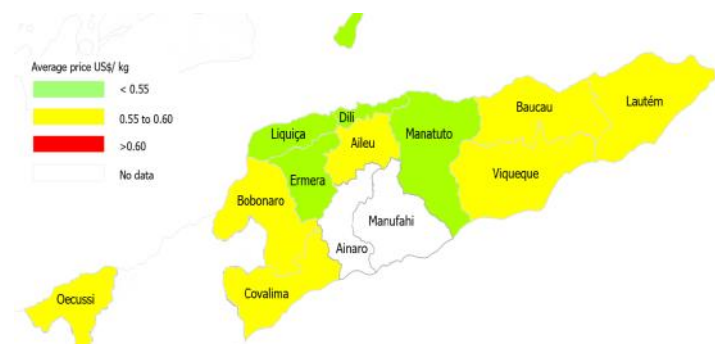 Average price US$/ kg
< 0.55
0.55 to 0.60
>0.60
No data
Dili
Liquiça
Aileu
Manatuto
Baucau
Lautém
Ermera
Viqueque
Bobonaro
Manufahi
Ainaro
Oecussi
Covalima